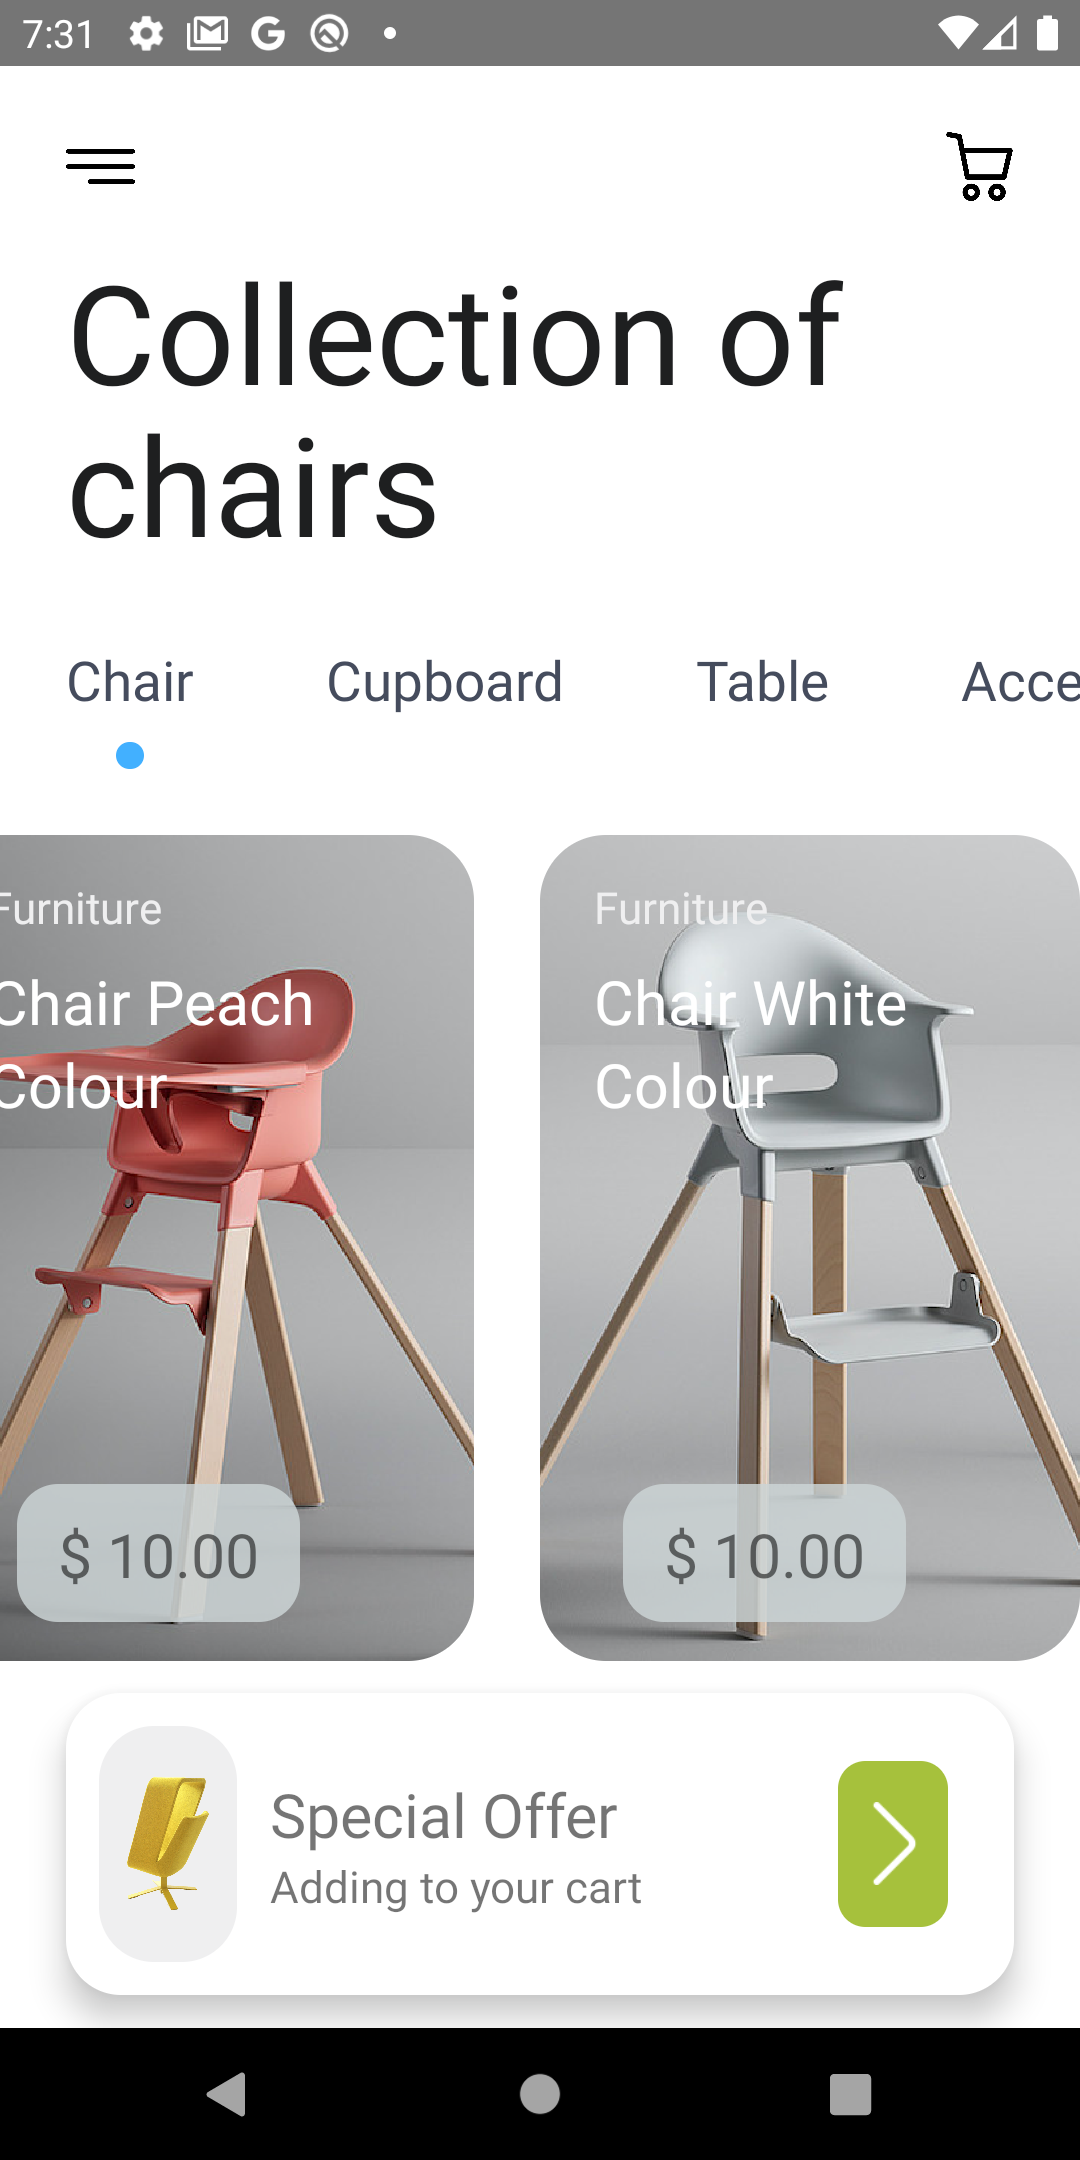 7:31
Collection of
chairs
Chair Cupboard Table Acce
Furniture
Chair Peach
Colour
$ 10.00
Furniture
Chair White
Colour
$ 10.00
Special Offer
Adding to your cart